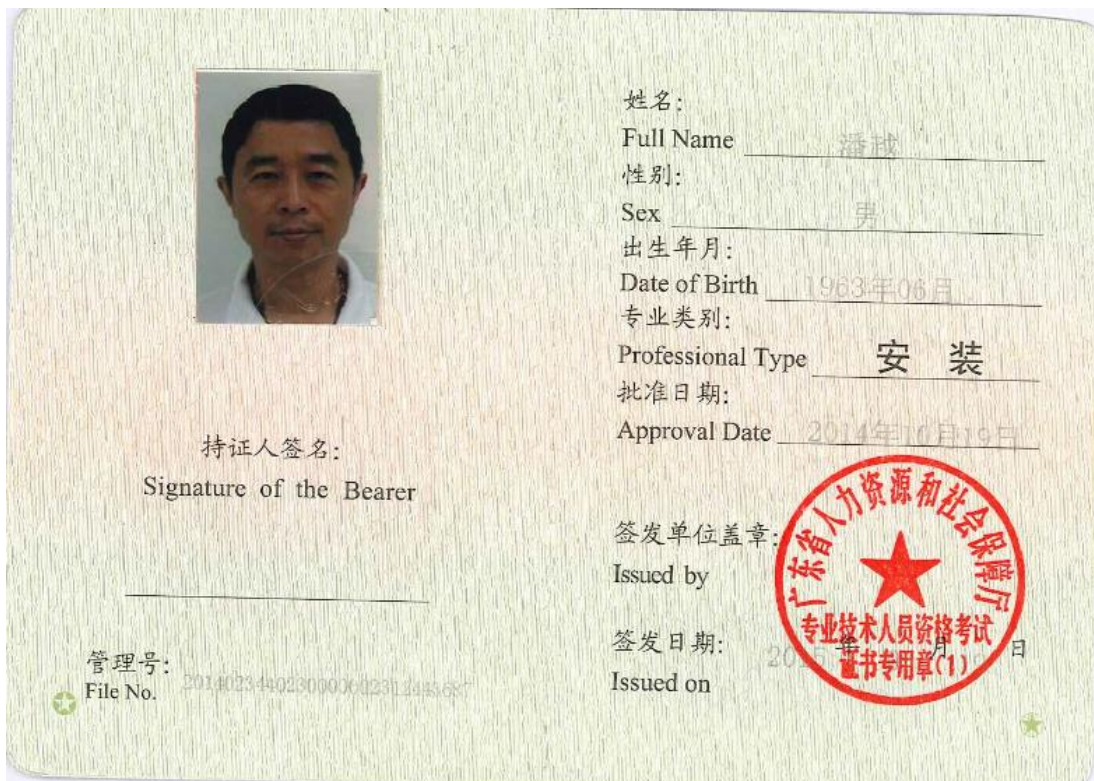 持证人签名:
Signature of the Bearer
管理号:
File No.
姓名:
Full Name 潘越
性别:
Sex 男
出生年月:
Date of Birth 1963年06月
专业类别:
Professional Type 安 装
批准日期:
Approval Date 2014年10月19日
签发单位盖章:
Issued by
广东省人力资源和社会保障厅
专业技术人员资格考试
证书专用章(1)
签发日期: 年 月 日
Issued on